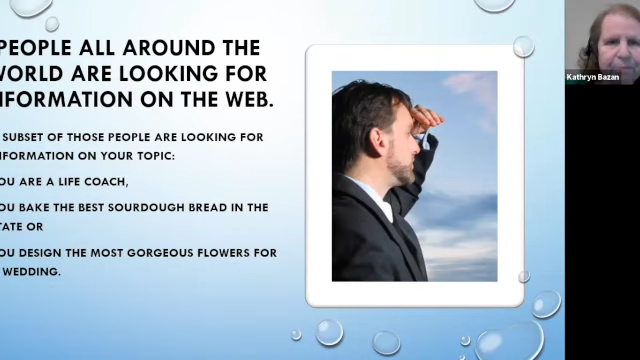 PEOPLE ALL AROUND THE
WORLD ARE LOOKING FOR
NFORMATION ON THE WEB.
SUBSET OF THOSE PEOPLE ARE LOOKING FOR
NFORMATION ON YOUR TOPIC:
OU ARE A LIFE COACH,
OU BAKE THE BEST SOURDOUGH BREAD IN THE
TATE OR
OU DESIGN THE MOST GORGEOUS FLOWERS FOR
WEDDING.
Kathryn Bazan